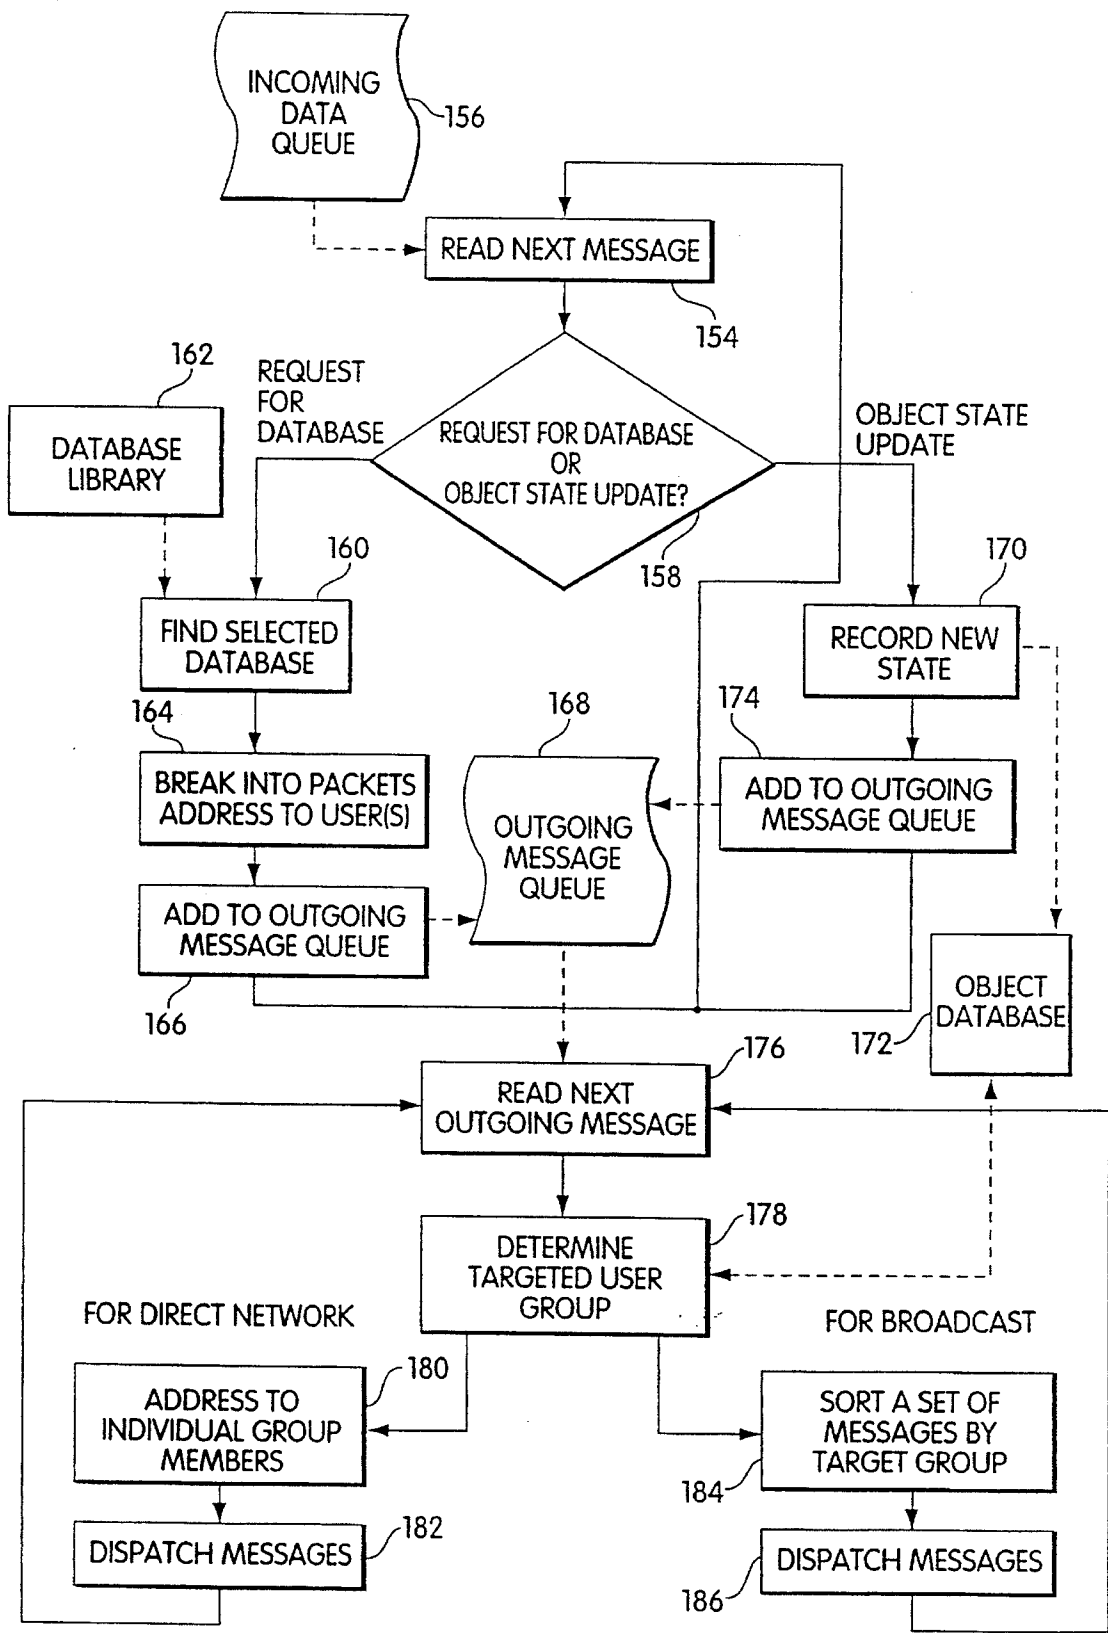 INCOMING
DATA
QUEUE
156
READ NEXT MESSAGE
154
162
REQUEST
FOR
DATABASE
DATABASE
LIBRARY
REQUEST FOR DATABASE
OR
OBJECT STATE UPDATE?
158
OBJECT STATE
UPDATE
160
FIND SELECTED
DATABASE
170
RECORD NEW
STATE
164
BREAK INTO PACKETS
ADDRESS TO USER(S)
168
OUTGOING
MESSAGE
QUEUE
174
ADD TO OUTGOING
MESSAGE QUEUE
ADD TO OUTGOING
MESSAGE QUEUE
166
OBJECT
DATABASE
172
176
READ NEXT
OUTGOING MESSAGE
178
DETERMINE
TARGETED USER
GROUP
FOR DIRECT NETWORK
FOR BROADCAST
180
ADDRESS TO
INDIVIDUAL GROUP
MEMBERS
SORT A SET OF
MESSAGES BY
TARGET GROUP
184
182
DISPATCH MESSAGES
DISPATCH MESSAGES
186